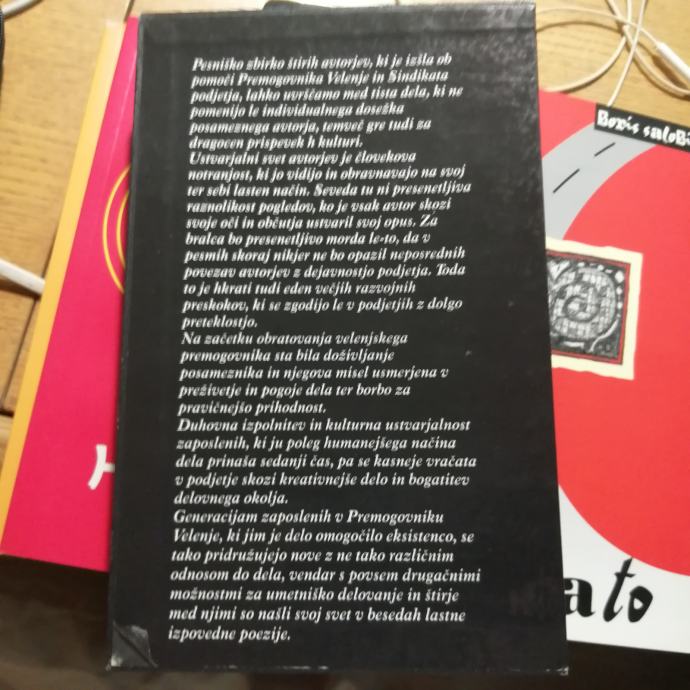 Pesniško zbirko štirih avtorjev, ki je izšla ob
pomoči Premogovnika Velenje in Sindikata
podjetja, lahko uvrščamo med tista dela, ki ne
pomenijo le individualnega dosežka
posameznega avtorja, temveč gre tudi za
dragocen prispevek h kulturi.
Ustvarjalni svet avtorjev je človekova
notranjost, ki jo vidijo in obravnavajo na svoj
ter sebi lasten način. Seveda tu ni presenetljiva
raznolikost pogledov, ko je vsak avtor skozi
svoje oči in občutja ustvaril svoj opus. Za
bralca bo presenetljivo morda le-to, da v
pesmih skoraj nikjer ne bo opazil neposrednih
povezav avtorjev z dejavnostjo podjetja. Toda
to je hkrati tudi eden večjih razvojnih
preskokov, ki se zgodijo le v podjetjih z dolgo
preteklostjo.
Na začetku obratovanja velenjskega
premogovnika sta bila doživljanje
posameznika in njegova misel usmerjena v
preživetje in pogoje dela ter borbo za
pravičnejšo prihodnost.
Duhovna izpolnitev in kulturna ustvarjalnost
zaposlenih, ki ju poleg humanejšega načina
dela prinaša sedanji čas, pa se kasneje vračata
v podjetje skozi kreativnejše delo in bogatitev
delovnega okolja.
Generacijam zaposlenih v Premogovniku
Velenje, ki jim je delo omogočilo eksistenco, se
tako pridružujejo nove z ne tako različnim
odnosom do dela, vendar s povsem drugačnimi
možnostmi za umetniško delovanje in štirje
med njimi so našli svoj svet v besedah lastne
izpovedne poezije.
Boris
ato